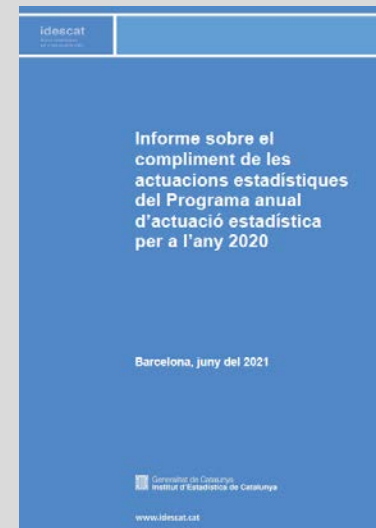 idescat
Informe sobre el
compliment de les
actuacions estadístiques
del Programa anual
d'actuació estadística
per a l'any 2020
Barcelona, juny del 2021
Generalitat de Catalunya
Institut d'Estadística de Catalunya
www.idescat.cat